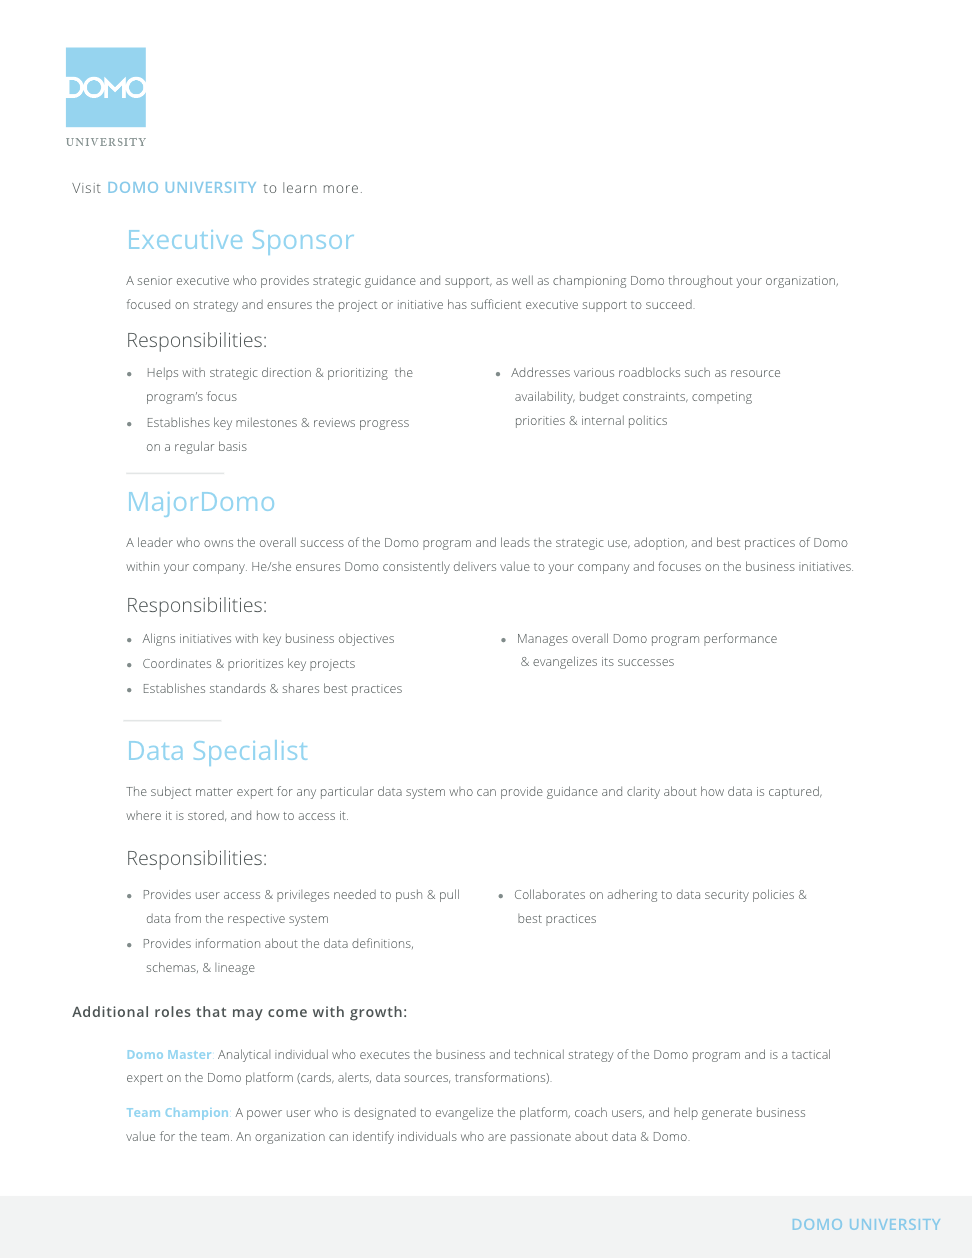 DOMO
UNIVERSITY
Visit DOMO UNIVERSITY to learn more.
Executive Sponsor
A senior executive who provides strategic guidance and support, as well as championing Domo throughout your organization,
focused on strategy and ensures the project or initiative has sufficient executive support to succeed.
Responsibilities:
• Helps with strategic direction & prioritizing the
program's focus
• Establishes key milestones & reviews progress
on a regular basis
• Addresses various roadblocks such as resource
availability, budget constraints, competing
priorities & internal politics
MajorDomo
A leader who owns the overall success of the Domo program and leads the strategic use, adoption, and best practices of Domo
within your company. He/she ensures Domo consistently delivers value to your company and focuses on the business initiatives.
Responsibilities:
• Aligns initiatives with key business objectives
• Coordinates & prioritizes key projects
• Establishes standards & shares best practices
• Manages overall Domo program performance
& evangelizes its successes
Data Specialist
The subject matter expert for any particular data system who can provide guidance and clarity about how data is captured,
where it is stored, and how to access it.
Responsibilities:
• Provides user access & privileges needed to push & pull
data from the respective system
• Provides information about the data definitions,
schemas, & lineage
• Collaborates on adhering to data security policies &
best practices
Additional roles that may come with growth:
Domo Master: Analytical individual who executes the business and technical strategy of the Domo program and is a tactical
expert on the Domo platform (cards, alerts, data sources, transformations).
Team Champion: A power user who is designated to evangelize the platform, coach users, and help generate business
value for the team. An organization can identify individuals who are passionate about data & Domo.
DOMO UNIVERSITY